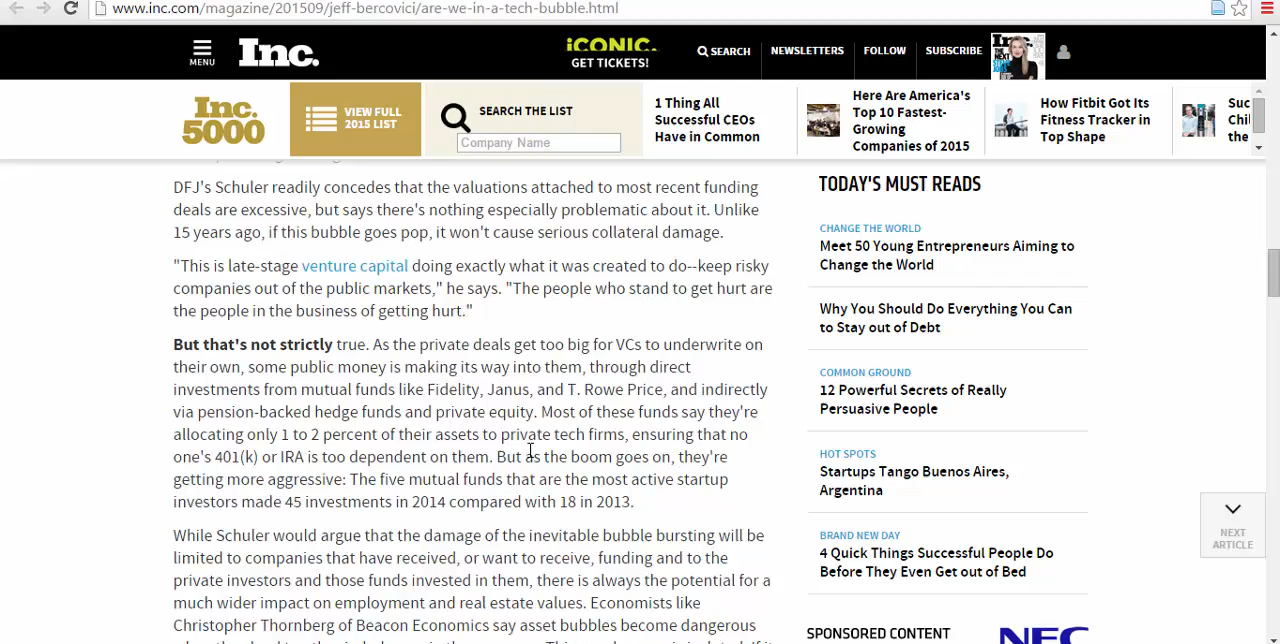 www.inc.com/magazine/201509/jeff-bercovici/are-we-in-a-tech-bubble.html
MENU
Inc.
iCONIC.
GET TICKETS!
SEARCH
NEWSLETTERS
FOLLOW
SUBSCRIBE
Inc.
5000
VIEW FULL
2015 LIST
SEARCH THE LIST
Company Name
1 Thing All
Successful CEOs
Have in Common
Here Are America's
Top 10 Fastest-
Growing
Companies of 2015
How Fitbit Got Its
Fitness Tracker in
Top Shape
Suc
Chi
the
DFJ's Schuler readily concedes that the valuations attached to most recent funding
deals are excessive, but says there's nothing especially problematic about it. Unlike
15 years ago, if this bubble goes pop, it won't cause serious collateral damage.
"This is late-stage venture capital doing exactly what it was created to do--keep risky
companies out of the public markets," he says. "The people who stand to get hurt are
the people in the business of getting hurt."
But that's not strictly true. As the private deals get too big for VCs to underwrite on
their own, some public money is making its way into them, through direct
investments from mutual funds like Fidelity, Janus, and T. Rowe Price, and indirectly
via pension-backed hedge funds and private equity. Most of these funds say they're
allocating only 1 to 2 percent of their assets to private tech firms, ensuring that no
one's 401(k) or IRA is too dependent on them. But as the boom goes on, they're
getting more aggressive: The five mutual funds that are the most active startup
investors made 45 investments in 2014 compared with 18 in 2013.
While Schuler would argue that the damage of the inevitable bubble bursting will be
limited to companies that have received, or want to receive, funding and to the
private investors and those funds invested in them, there is always the potential for a
much wider impact on employment and real estate values. Economists like
Christopher Thornberg of Beacon Economics say asset bubbles become dangerous
TODAY'S MUST READS
CHANGE THE WORLD
Meet 50 Young Entrepreneurs Aiming to
Change the World
Why You Should Do Everything You Can
to Stay out of Debt
COMMON GROUND
12 Powerful Secrets of Really
Persuasive People
HOT SPOTS
Startups Tango Buenos Aires,
Argentina
BRAND NEW DAY
4 Quick Things Successful People Do
Before They Even Get out of Bed
SPONSORED CONTENT
NEC
NEXT
ARTICLE